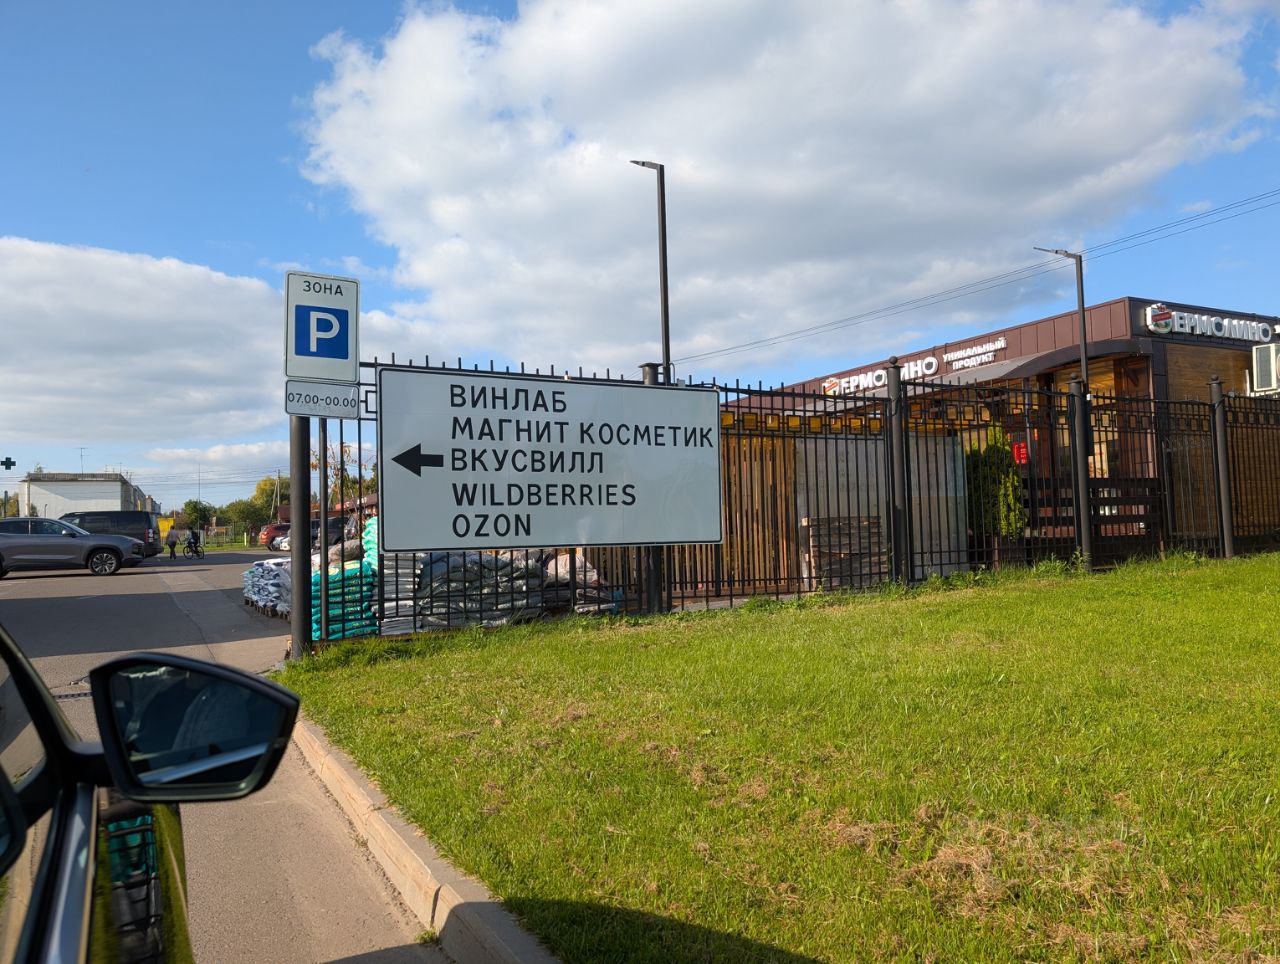 ЗОНА
P
07.00-00.00
ВИНЛАБ
МАГНИТ КОСМЕТИК
ВКУСВИЛЛ
WILDBERRIES
OZON
ЕРМОЛИНО
УНИКАЛЬНЫЙ
ПРОДУКТ
ЕРМОЛИНО